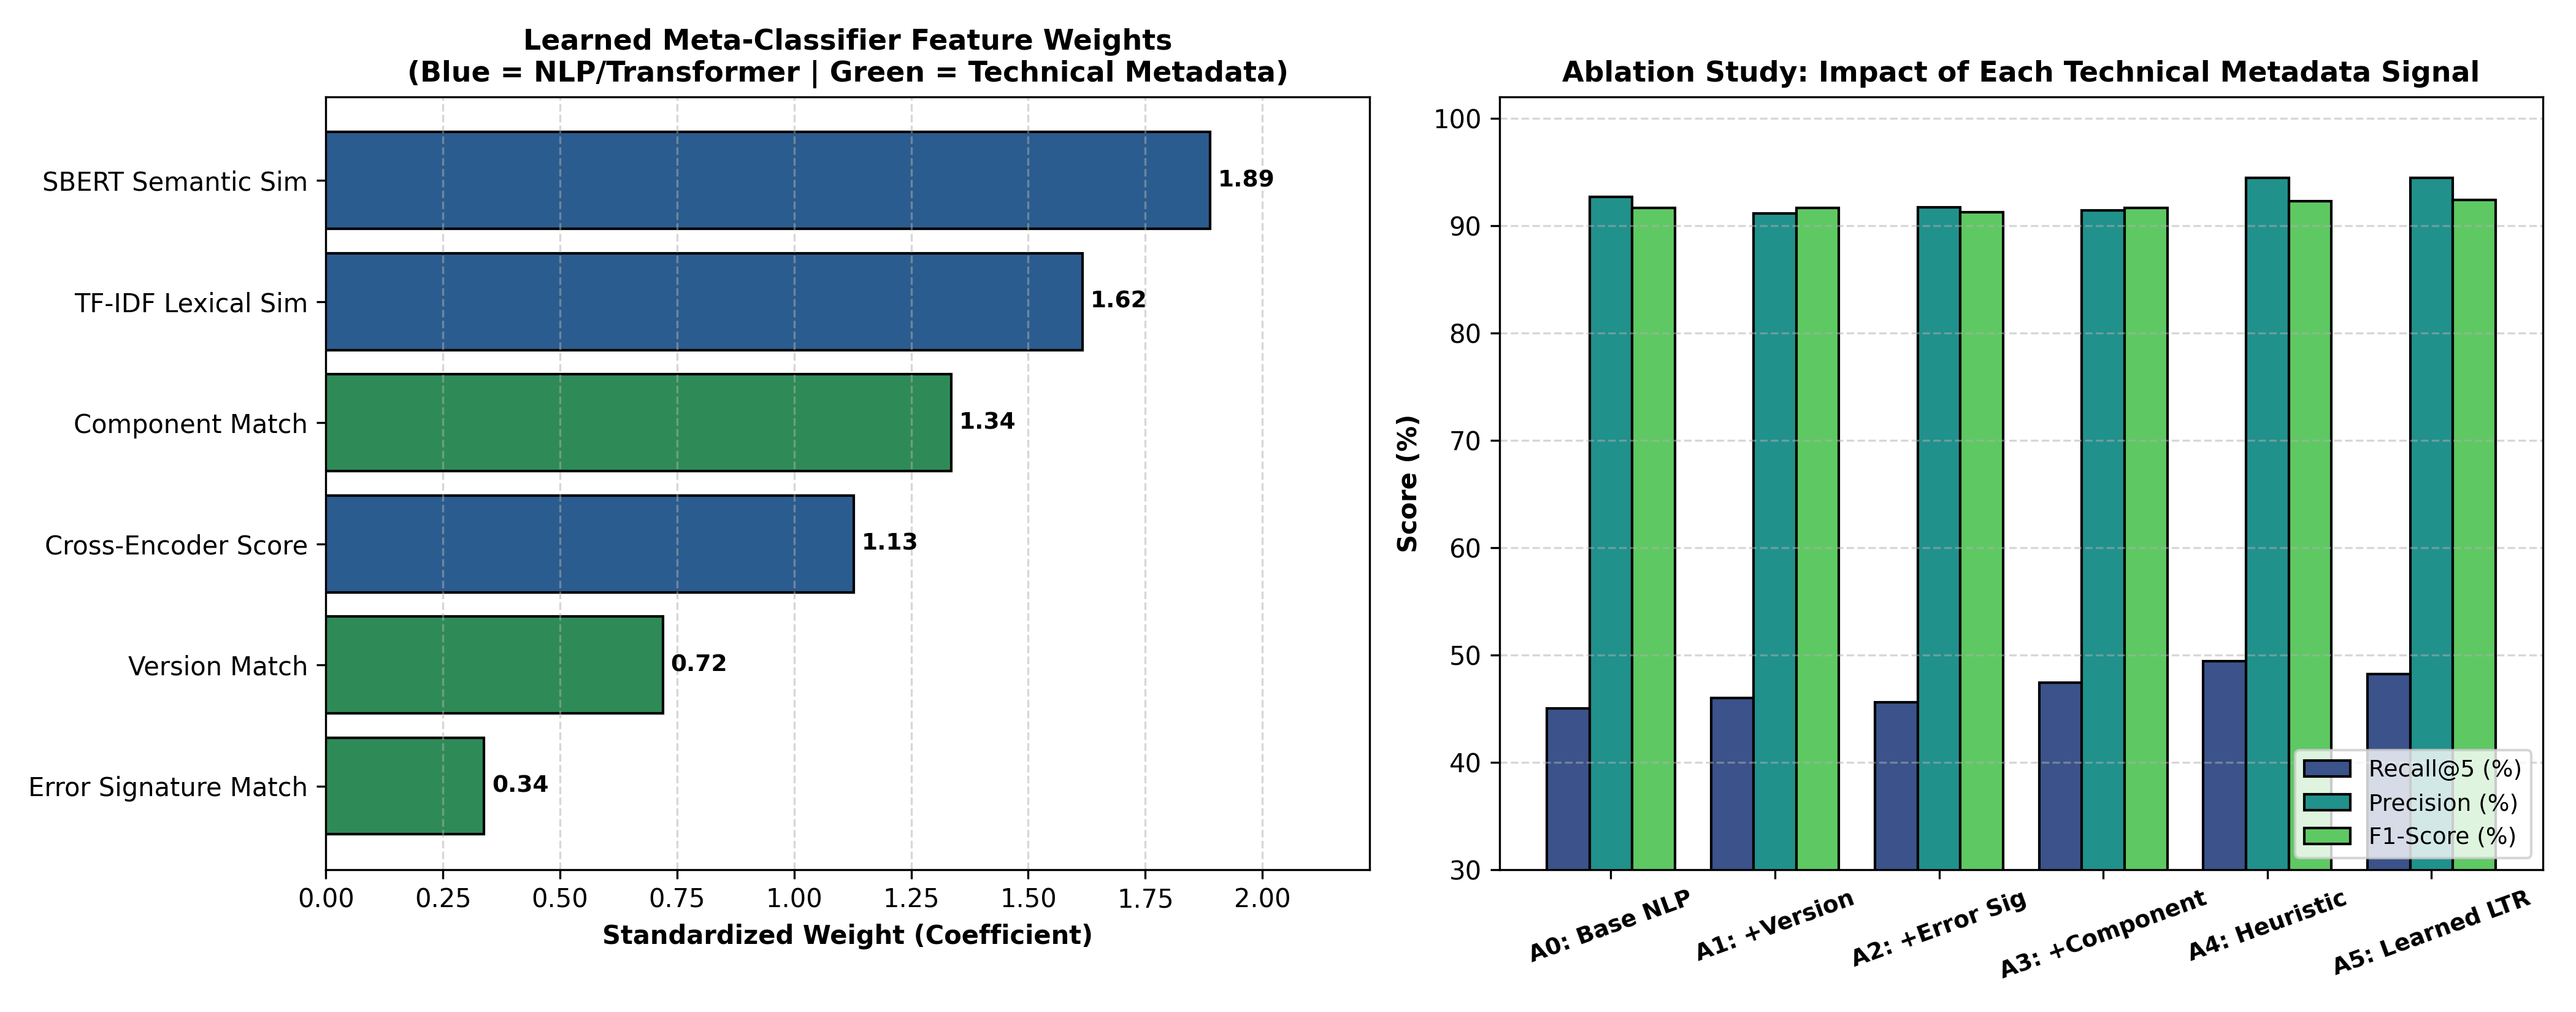 Learned Meta-Classifier Feature Weights
(Blue = NLP/Transformer | Green = Technical Metadata)
SBERT Semantic Sim
1.89
TF-IDF Lexical Sim
1.62
Component Match
1.34
Cross-Encoder Score
1.13
Version Match
0.72
Error Signature Match
0.34
0.00 0.25 0.50 0.75 1.00 1.25 1.50 1.75 2.00
Standardized Weight (Coefficient)
Ablation Study: Impact of Each Technical Metadata Signal
Score (%)
100
90
80
70
60
50
40
30
Recall@5 (%)
Precision (%)
F1-Score (%)
A0: Base NLP
A1: +Version
A2: +Error Sig
A3: +Component
A4: Heuristic
A5: Learned LTR